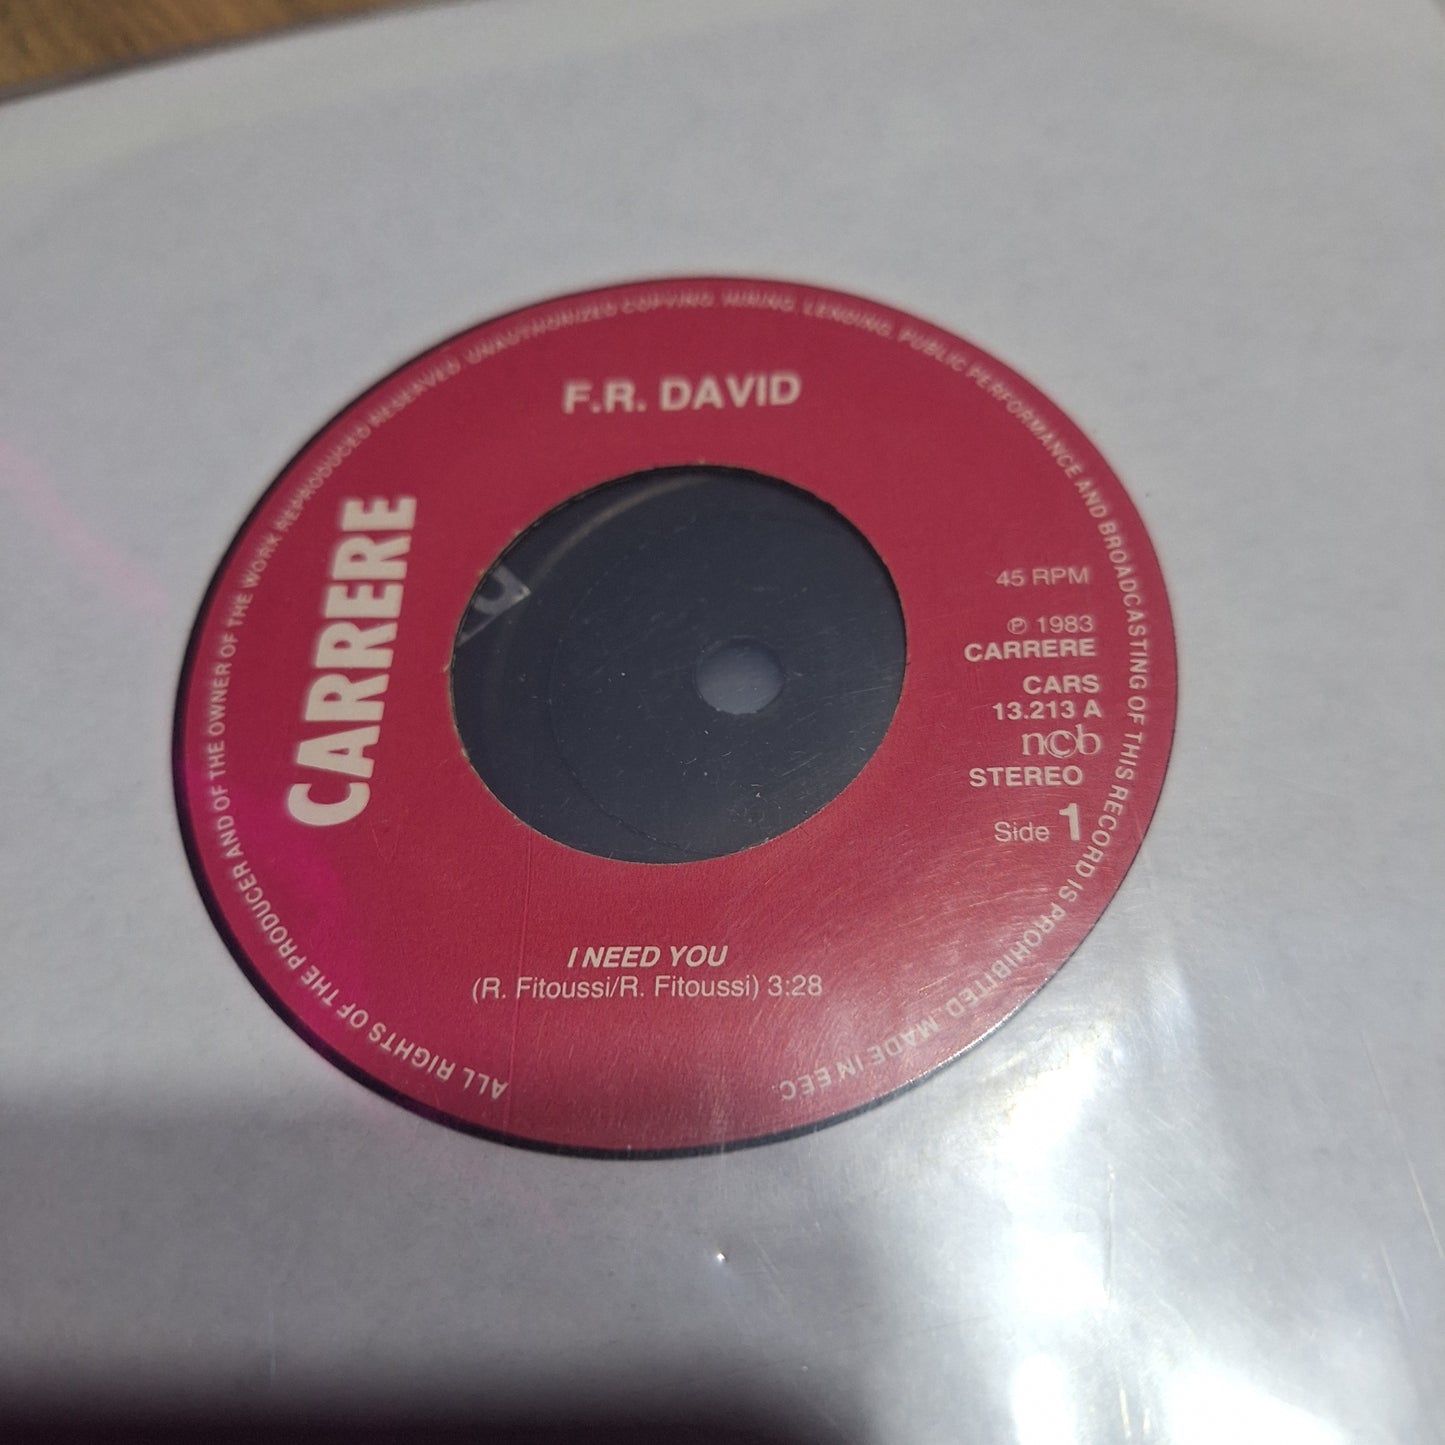 F.R. DAVID
CARRERE
45 RPM
℗ 1983
CARRERE
CARS
13.213 A
ncb
STEREO
Side 1
I NEED YOU
(R. Fitoussi/R. Fitoussi) 3:28
ALL RIGHTS OF THE PRODUCER AND OF THE OWNER OF THE WORK REPRODUCED RESERVED. UNAUTHORIZED COPYING, HIRING, LENDING, PUBLIC PERFORMANCE AND BROADCASTING OF THIS RECORD IS PROHIBITED. MADE IN EEC.